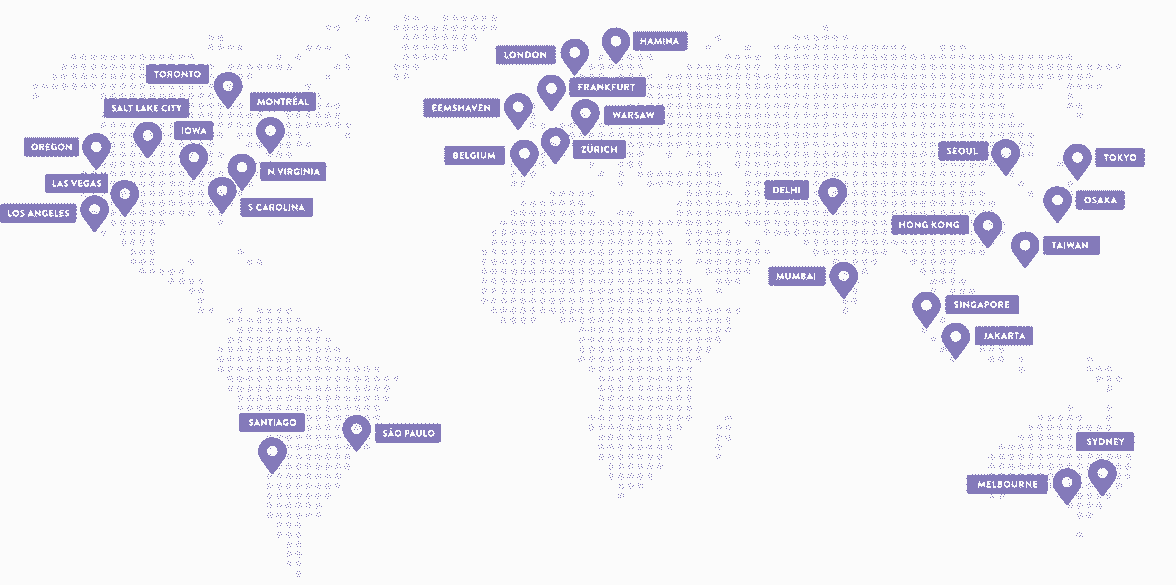 HAMINA
LONDON
TORONTO
FRANKFURT
SALT LAKE CITY
MONTRÉAL
EEMSHAVEN
WARSAW
IOWA
OREGON
BELGIUM
ZÜRICH
SEOUL
TOKYO
N.VIRGINIA
LAS VEGAS
DELHI
OSAKA
LOS ANGELES
S CAROLINA
HONG KONG
TAIWAN
MUMBAI
SINGAPORE
JAKARTA
SANTIAGO
SÃO PAULO
SYDNEY
MELBOURNE